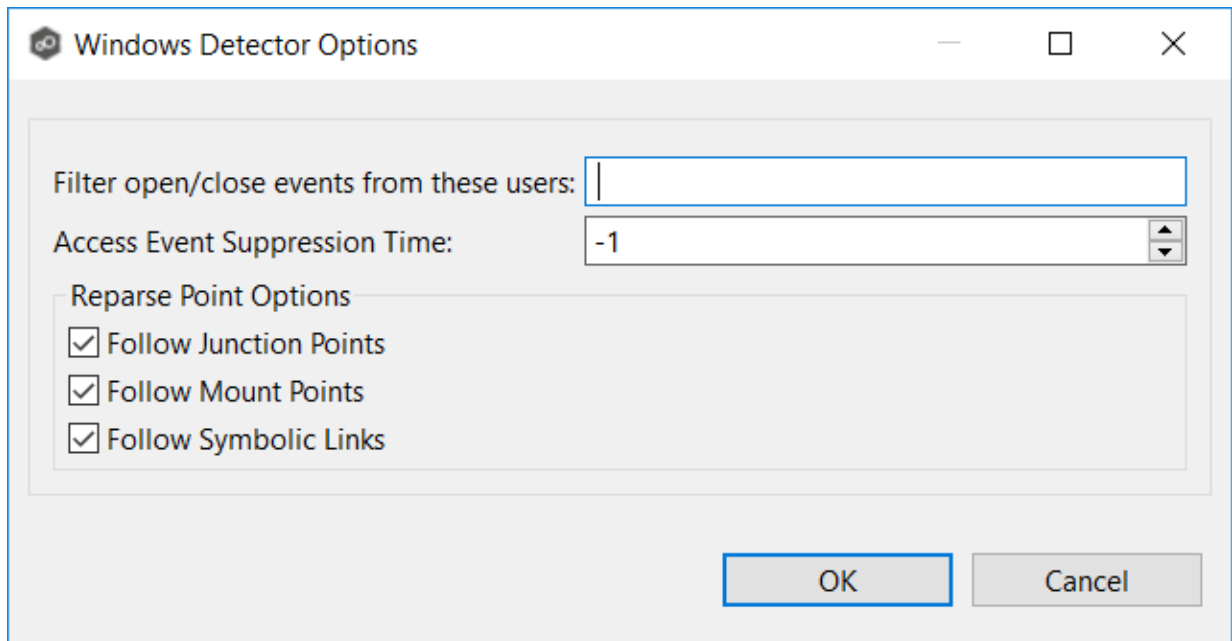 Windows Detector Options
Filter open/close events from these users:
Access Event Suppression Time: -1
Reparse Point Options
Follow Junction Points
Follow Mount Points
Follow Symbolic Links
OK Cancel